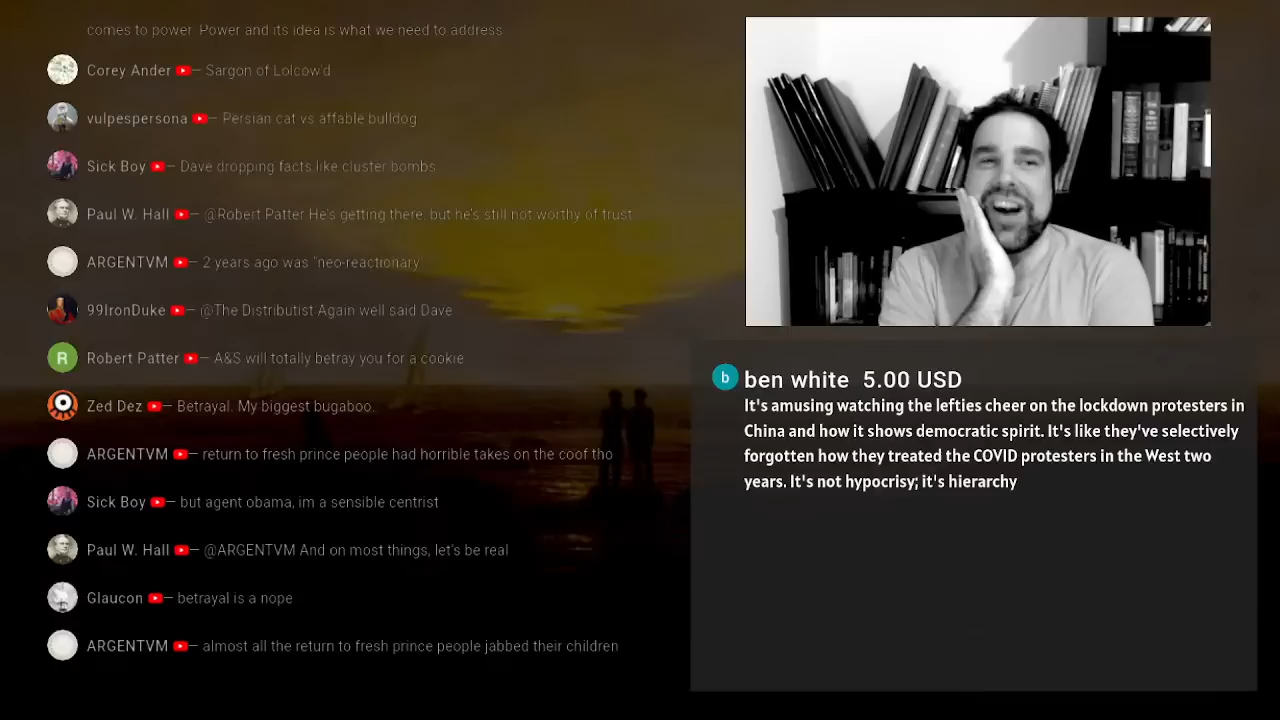 comes to power. Power and its idea is what we need to address
Corey Ander — Sargon of Lolcow'd
vulpespersona — Persian cat vs affable bulldog
Sick Boy — Dave dropping facts like cluster bombs
Paul W. Hall — @Robert Patter He's getting there, but he's still not worthy of trust
ARGENTVM — 2 years ago was "neo-reactionary
99IronDuke — @The Distributist Again well said Dave
R
Robert Patter — A&S will totally betray you for a cookie
Zed Dez — Betrayal. My biggest bugaboo.
ARGENTVM — return to fresh prince people had horrible takes on the coof tho
Sick Boy — but agent obama, im a sensible centrist
Paul W. Hall — @ARGENTVM And on most things, let's be real
Glaucon — betrayal is a nope
ARGENTVM — almost all the return to fresh prince people jabbed their children
b
ben white 5.00 USD
It's amusing watching the lefties cheer on the lockdown protesters in
China and how it shows democratic spirit. It's like they've selectively
forgotten how they treated the COVID protesters in the West two
years. It's not hypocrisy; it's hierarchy